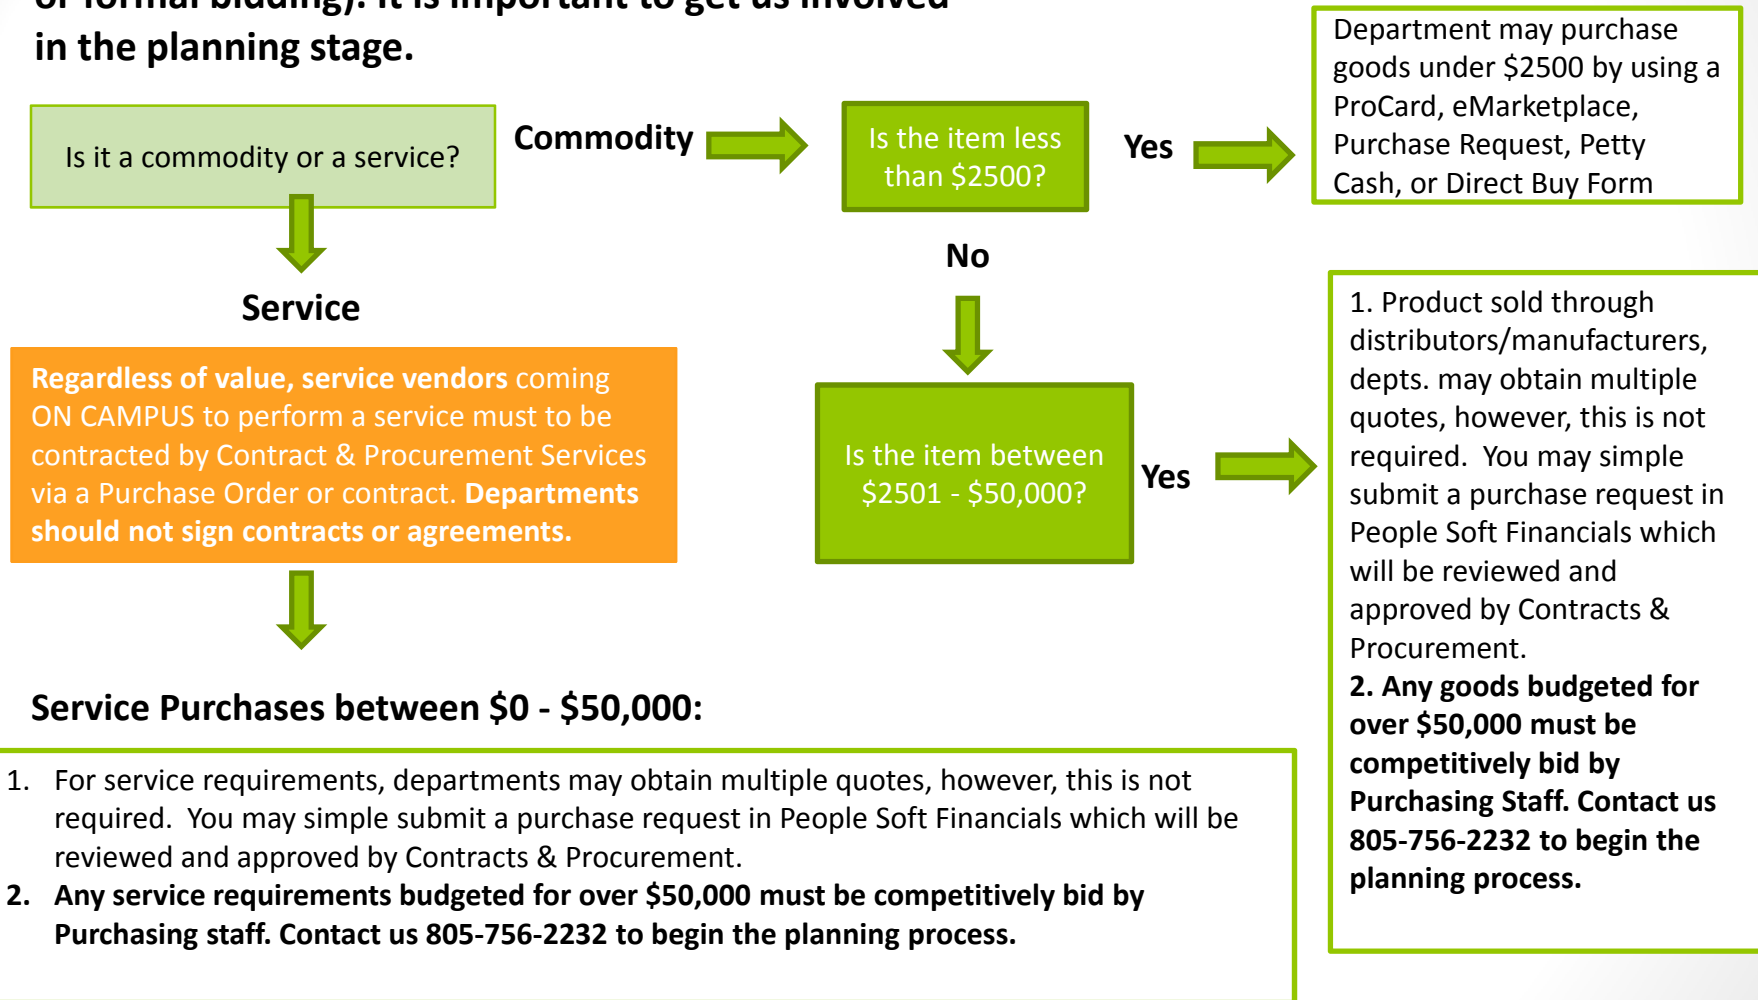 or formal bidding). It is important to get us involved
in the planning stage.
Is it a commodity or a service?
Commodity
Is the item less
than $2500?
Yes
Department may purchase
goods under $2500 by using a
ProCard, eMarketplace,
Purchase Request, Petty
Cash, or Direct Buy Form
No
Service
Regardless of value, service vendors coming
ON CAMPUS to perform a service must to be
contracted by Contract & Procurement Services
via a Purchase Order or contract. Departments
should not sign contracts or agreements.
Is the item between
$2501 - $50,000?
Yes
1. Product sold through
distributors/manufacturers,
depts. may obtain multiple
quotes, however, this is not
required.  You may simple
submit a purchase request in
People Soft Financials which
will be reviewed and
approved by Contracts &
Procurement.
2. Any goods budgeted for
over $50,000 must be
competitively bid by
Purchasing Staff. Contact us
805-756-2232 to begin the
planning process.
Service Purchases between $0 - $50,000:
1. For service requirements, departments may obtain multiple quotes, however, this is not
required.  You may simple submit a purchase request in People Soft Financials which will be
reviewed and approved by Contracts & Procurement.
2. Any service requirements budgeted for over $50,000 must be competitively bid by
Purchasing staff. Contact us 805-756-2232 to begin the planning process.